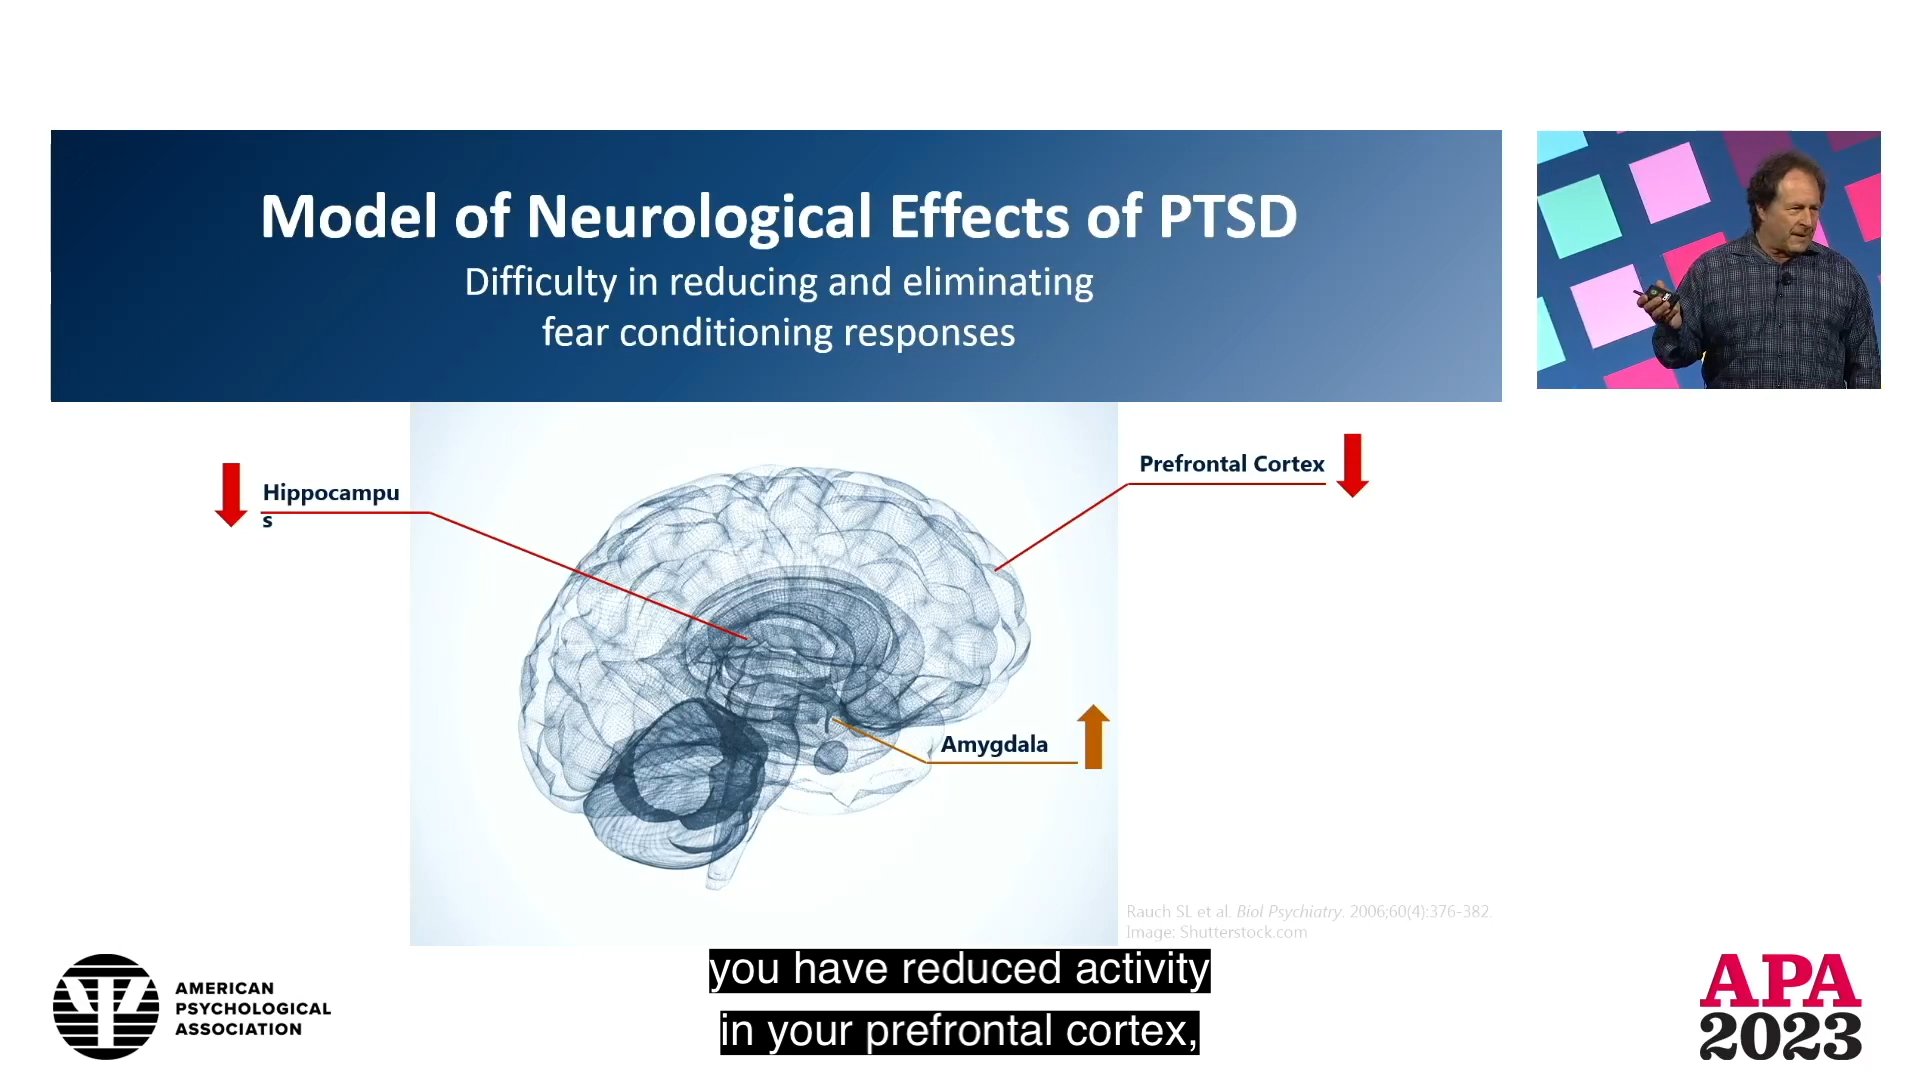 Model of Neurological Effects of PTSD
Difficulty in reducing and eliminating
fear conditioning responses
Hippocampu
s
Prefrontal Cortex
Amygdala
Rauch SL et al. Biol Psychiatry. 2006;60(4):376-382.
Image: Shutterstock.com
you have reduced activity
in your prefrontal cortex,
AMERICAN
PSYCHOLOGICAL
ASSOCIATION
APA
2023